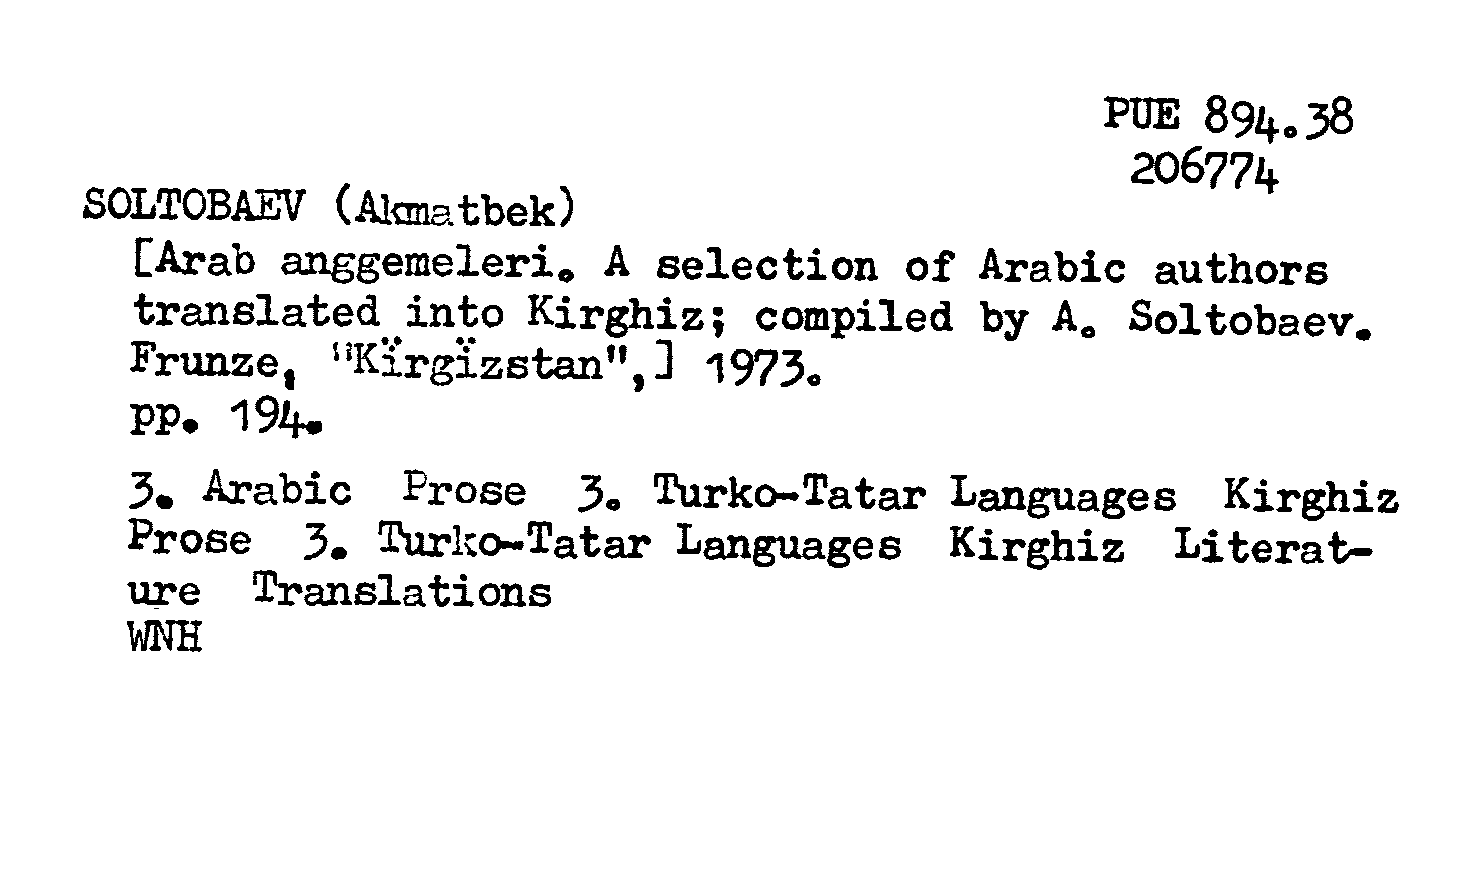 PUE 894.38
206774
SOLTOBAEV (Akmatbek)
[Arab anggemeleri. A selection of Arabic authors
translated into Kirghiz; compiled by A. Soltobaev.
Frunze, "Kïrgïzstan",] 1973.
pp. 194.
3. Arabic Prose 3. Turko-Tatar Languages Kirghiz
Prose 3. Turko-Tatar Languages Kirghiz Literat-
ure Translations
WNH